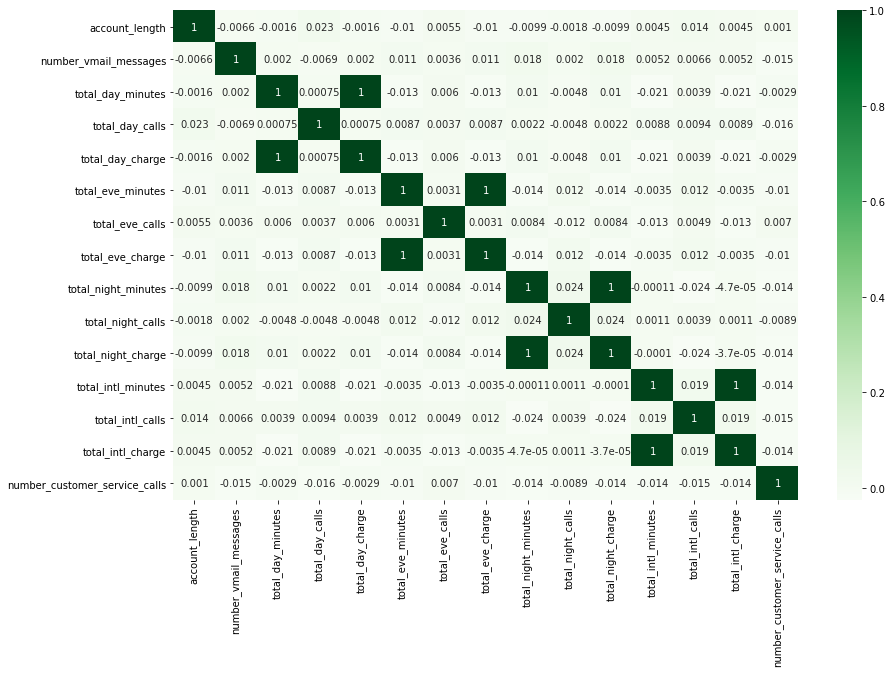 account_length 1 -0.0066 -0.0016 0.023 -0.0016 -0.01 0.0055 -0.01 -0.0099 -0.0018 -0.0099 0.0045 0.014 0.0045 0.001
number_vmail_messages -0.0066 1 0.002 -0.0069 0.002 0.011 0.0036 0.011 0.018 0.002 0.018 0.0052 0.0066 0.0052 -0.015
total_day_minutes -0.0016 0.002 1 0.00075 1 -0.013 0.006 -0.013 0.01 -0.0048 0.01 -0.021 0.0039 -0.021 -0.0029
total_day_calls 0.023 -0.0069 0.00075 1 0.00075 0.0087 0.0037 0.0087 0.0022 -0.0048 0.0022 0.0088 0.0094 0.0089 -0.016
total_day_charge -0.0016 0.002 1 0.00075 1 -0.013 0.006 -0.013 0.01 -0.0048 0.01 -0.021 0.0039 -0.021 -0.0029
total_eve_minutes -0.01 0.011 -0.013 0.0087 -0.013 1 0.0031 1 -0.014 0.012 -0.014 -0.0035 0.012 -0.0035 -0.01
total_eve_calls 0.0055 0.0036 0.006 0.0037 0.006 0.0031 1 0.0031 0.0084 -0.012 0.0084 -0.013 0.0049 -0.013 0.007
total_eve_charge -0.01 0.011 -0.013 0.0087 -0.013 1 0.0031 1 -0.014 0.012 -0.014 -0.0035 0.012 -0.0035 -0.01
total_night_minutes -0.0099 0.018 0.01 0.0022 0.01 -0.014 0.0084 -0.014 1 0.024 1 -0.00011 -0.024 -4.7e-05 -0.014
total_night_calls -0.0018 0.002 -0.0048 -0.0048 -0.0048 0.012 -0.012 0.012 0.024 1 0.024 0.0011 0.0039 0.0011 -0.0089
total_night_charge -0.0099 0.018 0.01 0.0022 0.01 -0.014 0.0084 -0.014 1 0.024 1 -0.0001 -0.024 -3.7e-05 -0.014
total_intl_minutes 0.0045 0.0052 -0.021 0.0088 -0.021 -0.0035 -0.013 -0.0035 -0.00011 0.0011 -0.0001 1 0.019 1 -0.014
total_intl_calls 0.014 0.0066 0.0039 0.0094 0.0039 0.012 0.0049 0.012 -0.024 0.0039 -0.024 0.019 1 0.019 -0.015
total_intl_charge 0.0045 0.0052 -0.021 0.0089 -0.021 -0.0035 -0.013 -0.0035 -4.7e-05 0.0011 -3.7e-05 1 0.019 1 -0.014
number_customer_service_calls 0.001 -0.015 -0.0029 -0.016 -0.0029 -0.01 0.007 -0.01 -0.014 -0.0089 -0.014 -0.014 -0.015 -0.014 1
account_length
number_vmail_messages
total_day_minutes
total_day_calls
total_day_charge
total_eve_minutes
total_eve_calls
total_eve_charge
total_night_minutes
total_night_calls
total_night_charge
total_intl_minutes
total_intl_calls
total_intl_charge
number_customer_service_calls
1.0
0.8
0.6
0.4
0.2
0.0